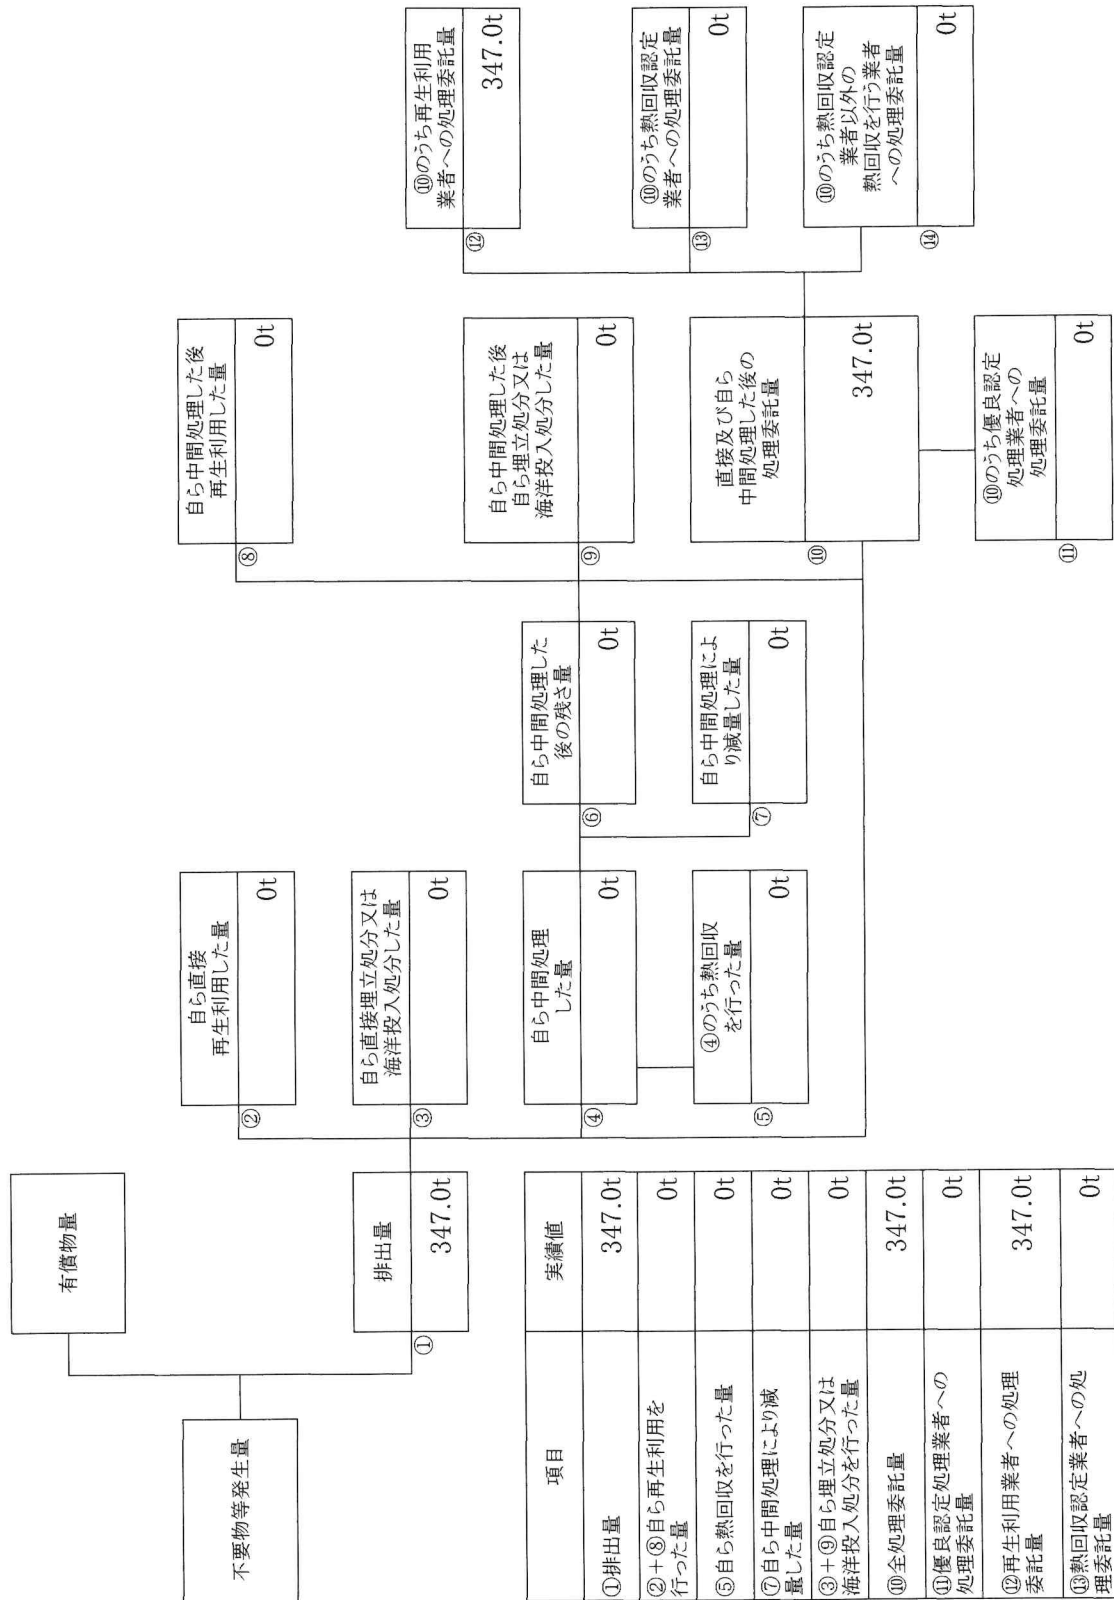 不要物等発生量
有償物量
①
排出量
347.0t
②
自ら直接
再生利用した量
0t
③
自ら直接埋立処分又は
海洋投入処分した量
0t
④
自ら中間処理
した量
0t
⑤
④のうち熱回収
を行った量
0t
⑥
自ら中間処理した
後の残さ量
0t
⑦
自ら中間処理によ
り減量した量
0t
⑧
自ら中間処理した後
再生利用した量
0t
⑨
自ら中間処理した後
自ら埋立処分又は
海洋投入処分した量
0t
⑩
直接及び自ら
中間処理した後の
処理委託量
347.0t
⑪
⑩のうち優良認定
処理業者への
処理委託量
0t
⑫
⑩のうち再生利用
業者への処理委託量
347.0t
⑬
⑩のうち熱回収認定
業者への処理委託量
0t
⑭
⑩のうち熱回収認定
業者以外の
熱回収を行う業者
への処理委託量
0t
項目
実績値
①排出量
347.0t
②+⑧自ら再生利用を
行った量
0t
⑤自ら熱回収を行った量
0t
⑦自ら中間処理により減
量した量
0t
③+⑨自ら埋立処分又は
海洋投入処分を行った量
0t
⑩全処理委託量
347.0t
⑪優良認定処理業者への
処理委託量
0t
⑫再生利用業者への処理
委託量
347.0t
⑬熱回収認定業者への処
理委託量
0t